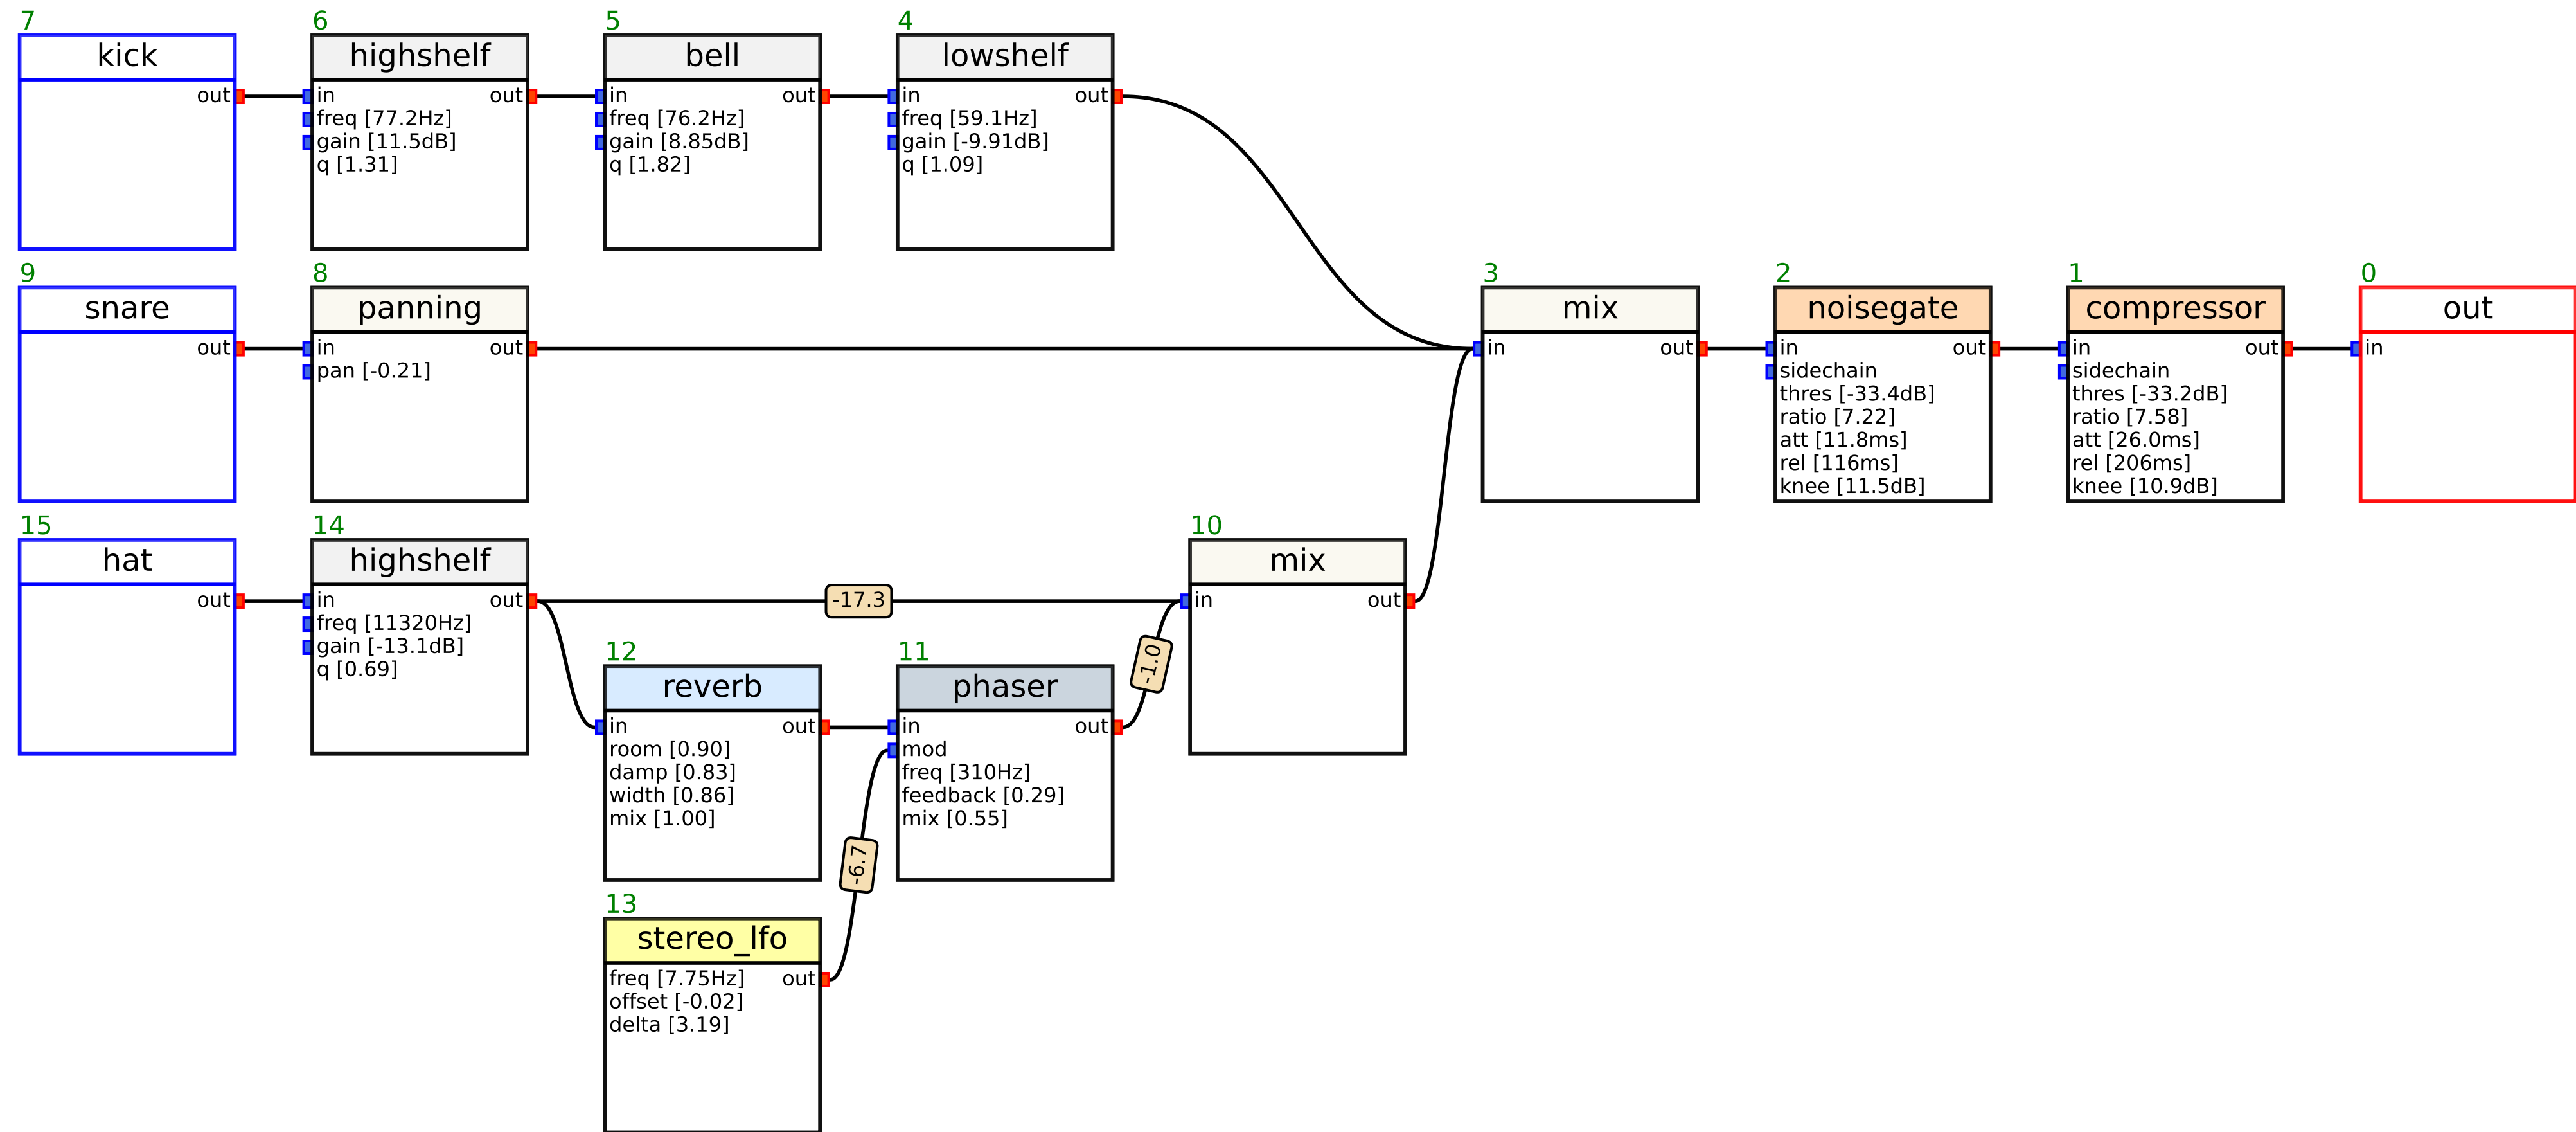 7
kick
out
6
highshelf
in out
freq [77.2Hz]
gain [11.5dB]
q [1.31]
5
bell
in out
freq [76.2Hz]
gain [8.85dB]
q [1.82]
4
lowshelf
in out
freq [59.1Hz]
gain [-9.91dB]
q [1.09]
9
snare
out
8
panning
in out
pan [-0.21]
3
mix
in out
2
noisegate
in out
sidechain
thres [-33.4dB]
ratio [7.22]
att [11.8ms]
rel [116ms]
knee [11.5dB]
1
compressor
in out
sidechain
thres [-33.2dB]
ratio [7.58]
att [26.0ms]
rel [206ms]
knee [10.9dB]
0
out
in
15
hat
out
14
highshelf
in out
freq [11320Hz]
gain [-13.1dB]
q [0.69]
-17.3
10
mix
in out
12
reverb
in out
room [0.90]
damp [0.83]
width [0.86]
mix [1.00]
11
phaser
in out
mod
freq [310Hz]
feedback [0.29]
mix [0.55]
-1.0
-6.7
13
stereo_lfo
freq [7.75Hz] out
offset [-0.02]
delta [3.19]